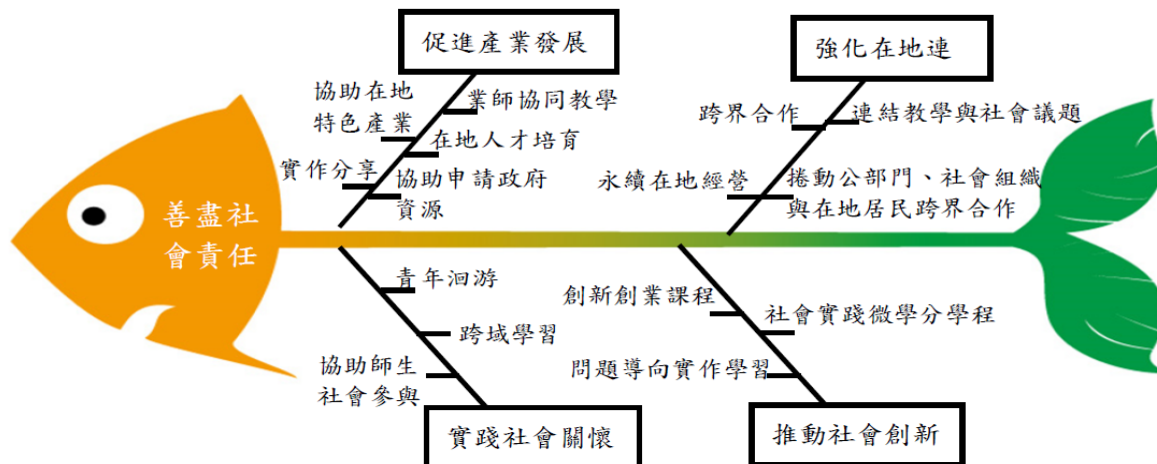 促進產業發展
強化在地連
協助在地
特色產業
業師協同教學
在地人才培育
實作分享
協助申請政府
資源
跨界合作
連結教學與社會議題
永續在地經營
捲動公部門、社會組織
與在地居民跨界合作
善盡社
會責任
青年洄游
跨域學習
協助師生
社會參與
創新創業課程
社會實踐微學分學程
問題導向實作學習
實踐社會關懷
推動社會創新